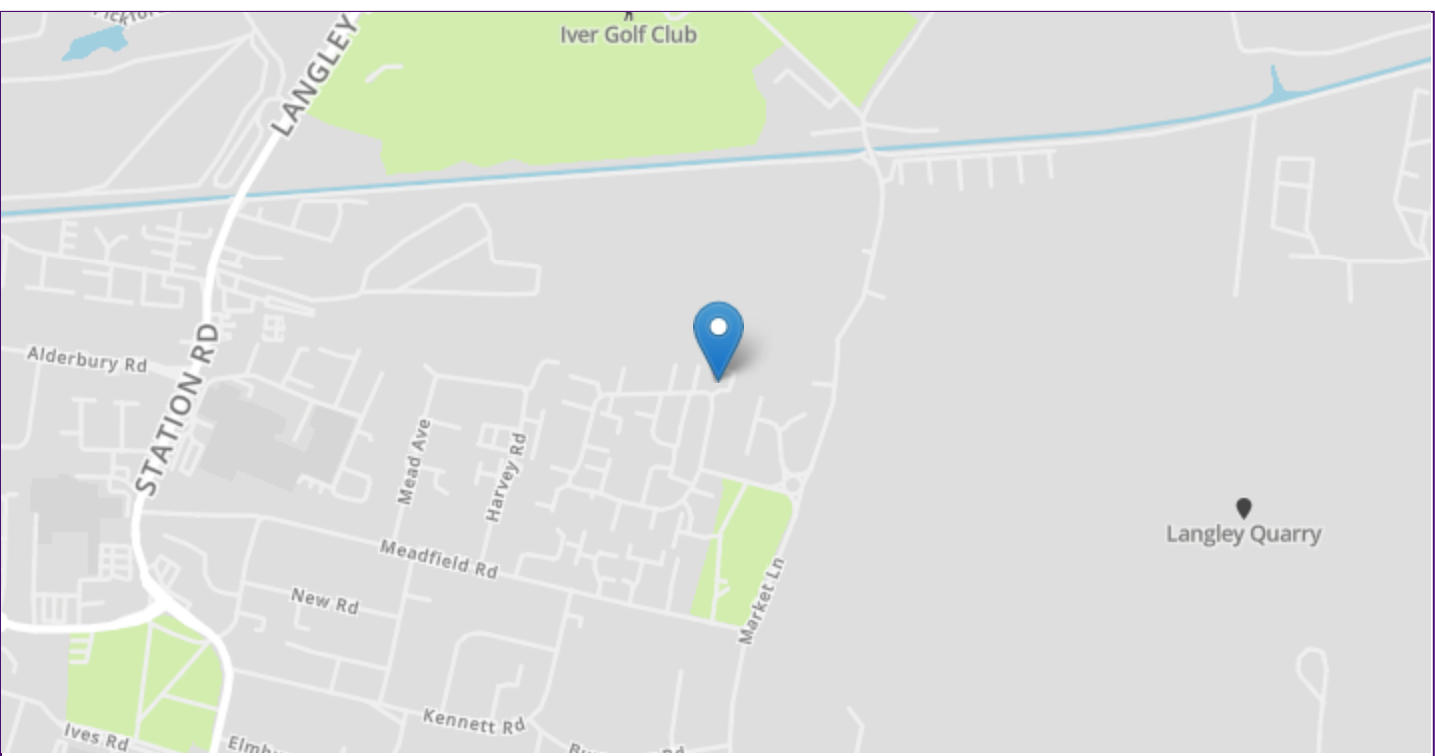 Iver Golf Club
LANGLEY
Alderbury Rd
STATION RD
Mead Ave
Harvey Rd
Langley Quarry
Meadfield Rd
New Rd
Market Ln
Kennett Rd
Ives Rd
Rd